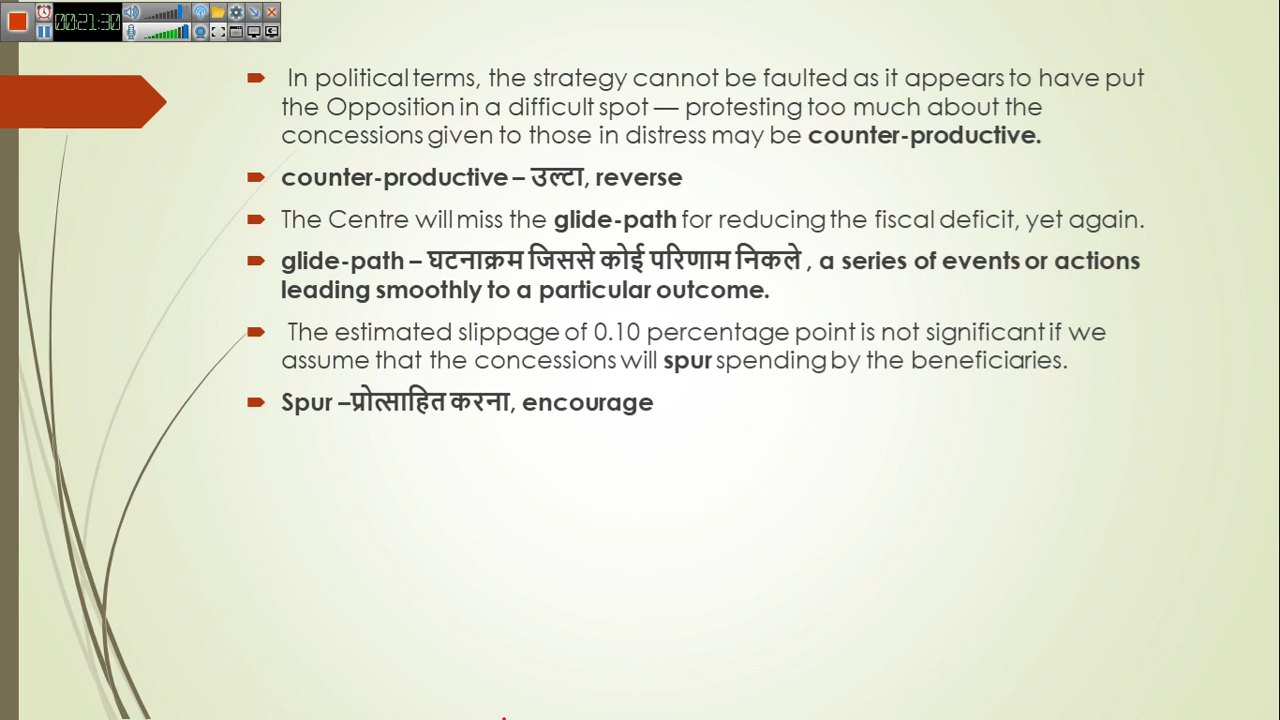 00:21:30
In political terms, the strategy cannot be faulted as it appears to have put
the Opposition in a difficult spot — protesting too much about the
concessions given to those in distress may be counter-productive.
counter-productive – उल्टा, reverse
The Centre will miss the glide-path for reducing the fiscal deficit, yet again.
glide-path – घटनाक्रम जिससे कोई परिणाम निकले , a series of events or actions
leading smoothly to a particular outcome.
The estimated slippage of 0.10 percentage point is not significant if we
assume that the concessions will spur spending by the beneficiaries.
Spur –प्रोत्साहित करना, encourage